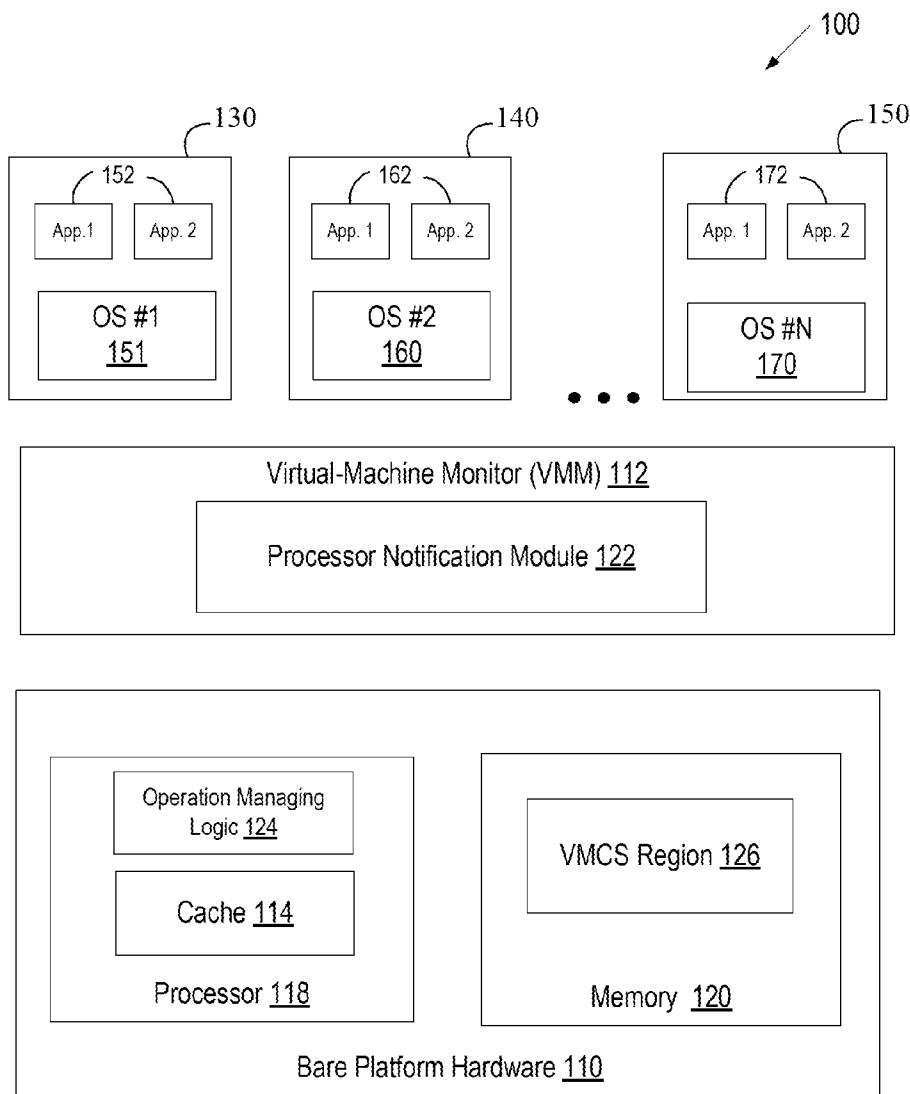 100
130
140
150
152
162
172
App.1
App. 2
App. 1
App. 2
App. 1
App. 2
OS #1
151
OS #2
160
OS #N
170
Virtual-Machine Monitor (VMM) 112
Processor Notification Module 122
Operation Managing
Logic 124
Cache 114
Processor 118
VMCS Region 126
Memory 120
Bare Platform Hardware 110